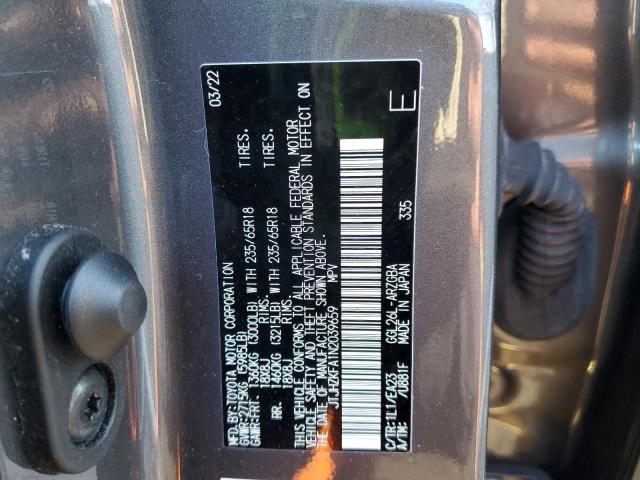 MFD.BY:TOYOTA MOTOR CORPORATION 03/22
GVWR-2715KG (5985LB)
GAWR-FRT. 1360KG (3000LB) WITH 235/65R18 TIRES.
18X8J RIMS.
RR. 1460KG (3215LB) WITH 235/65R18 TIRES.
18X8J RIMS.
THIS VEHICLE CONFORMS TO ALL APPLICABLE FEDERAL MOTOR
VEHICLE SAFETY AND THEFT PREVENTION STANDARDS IN EFFECT ON
THE DATE OF MANUFACTURE SHOWN ABOVE.
MPV
E
C/TR:1L1/EA23 GGL26L-ARZGBA 335
A/TM: /U881F MADE IN JAPAN